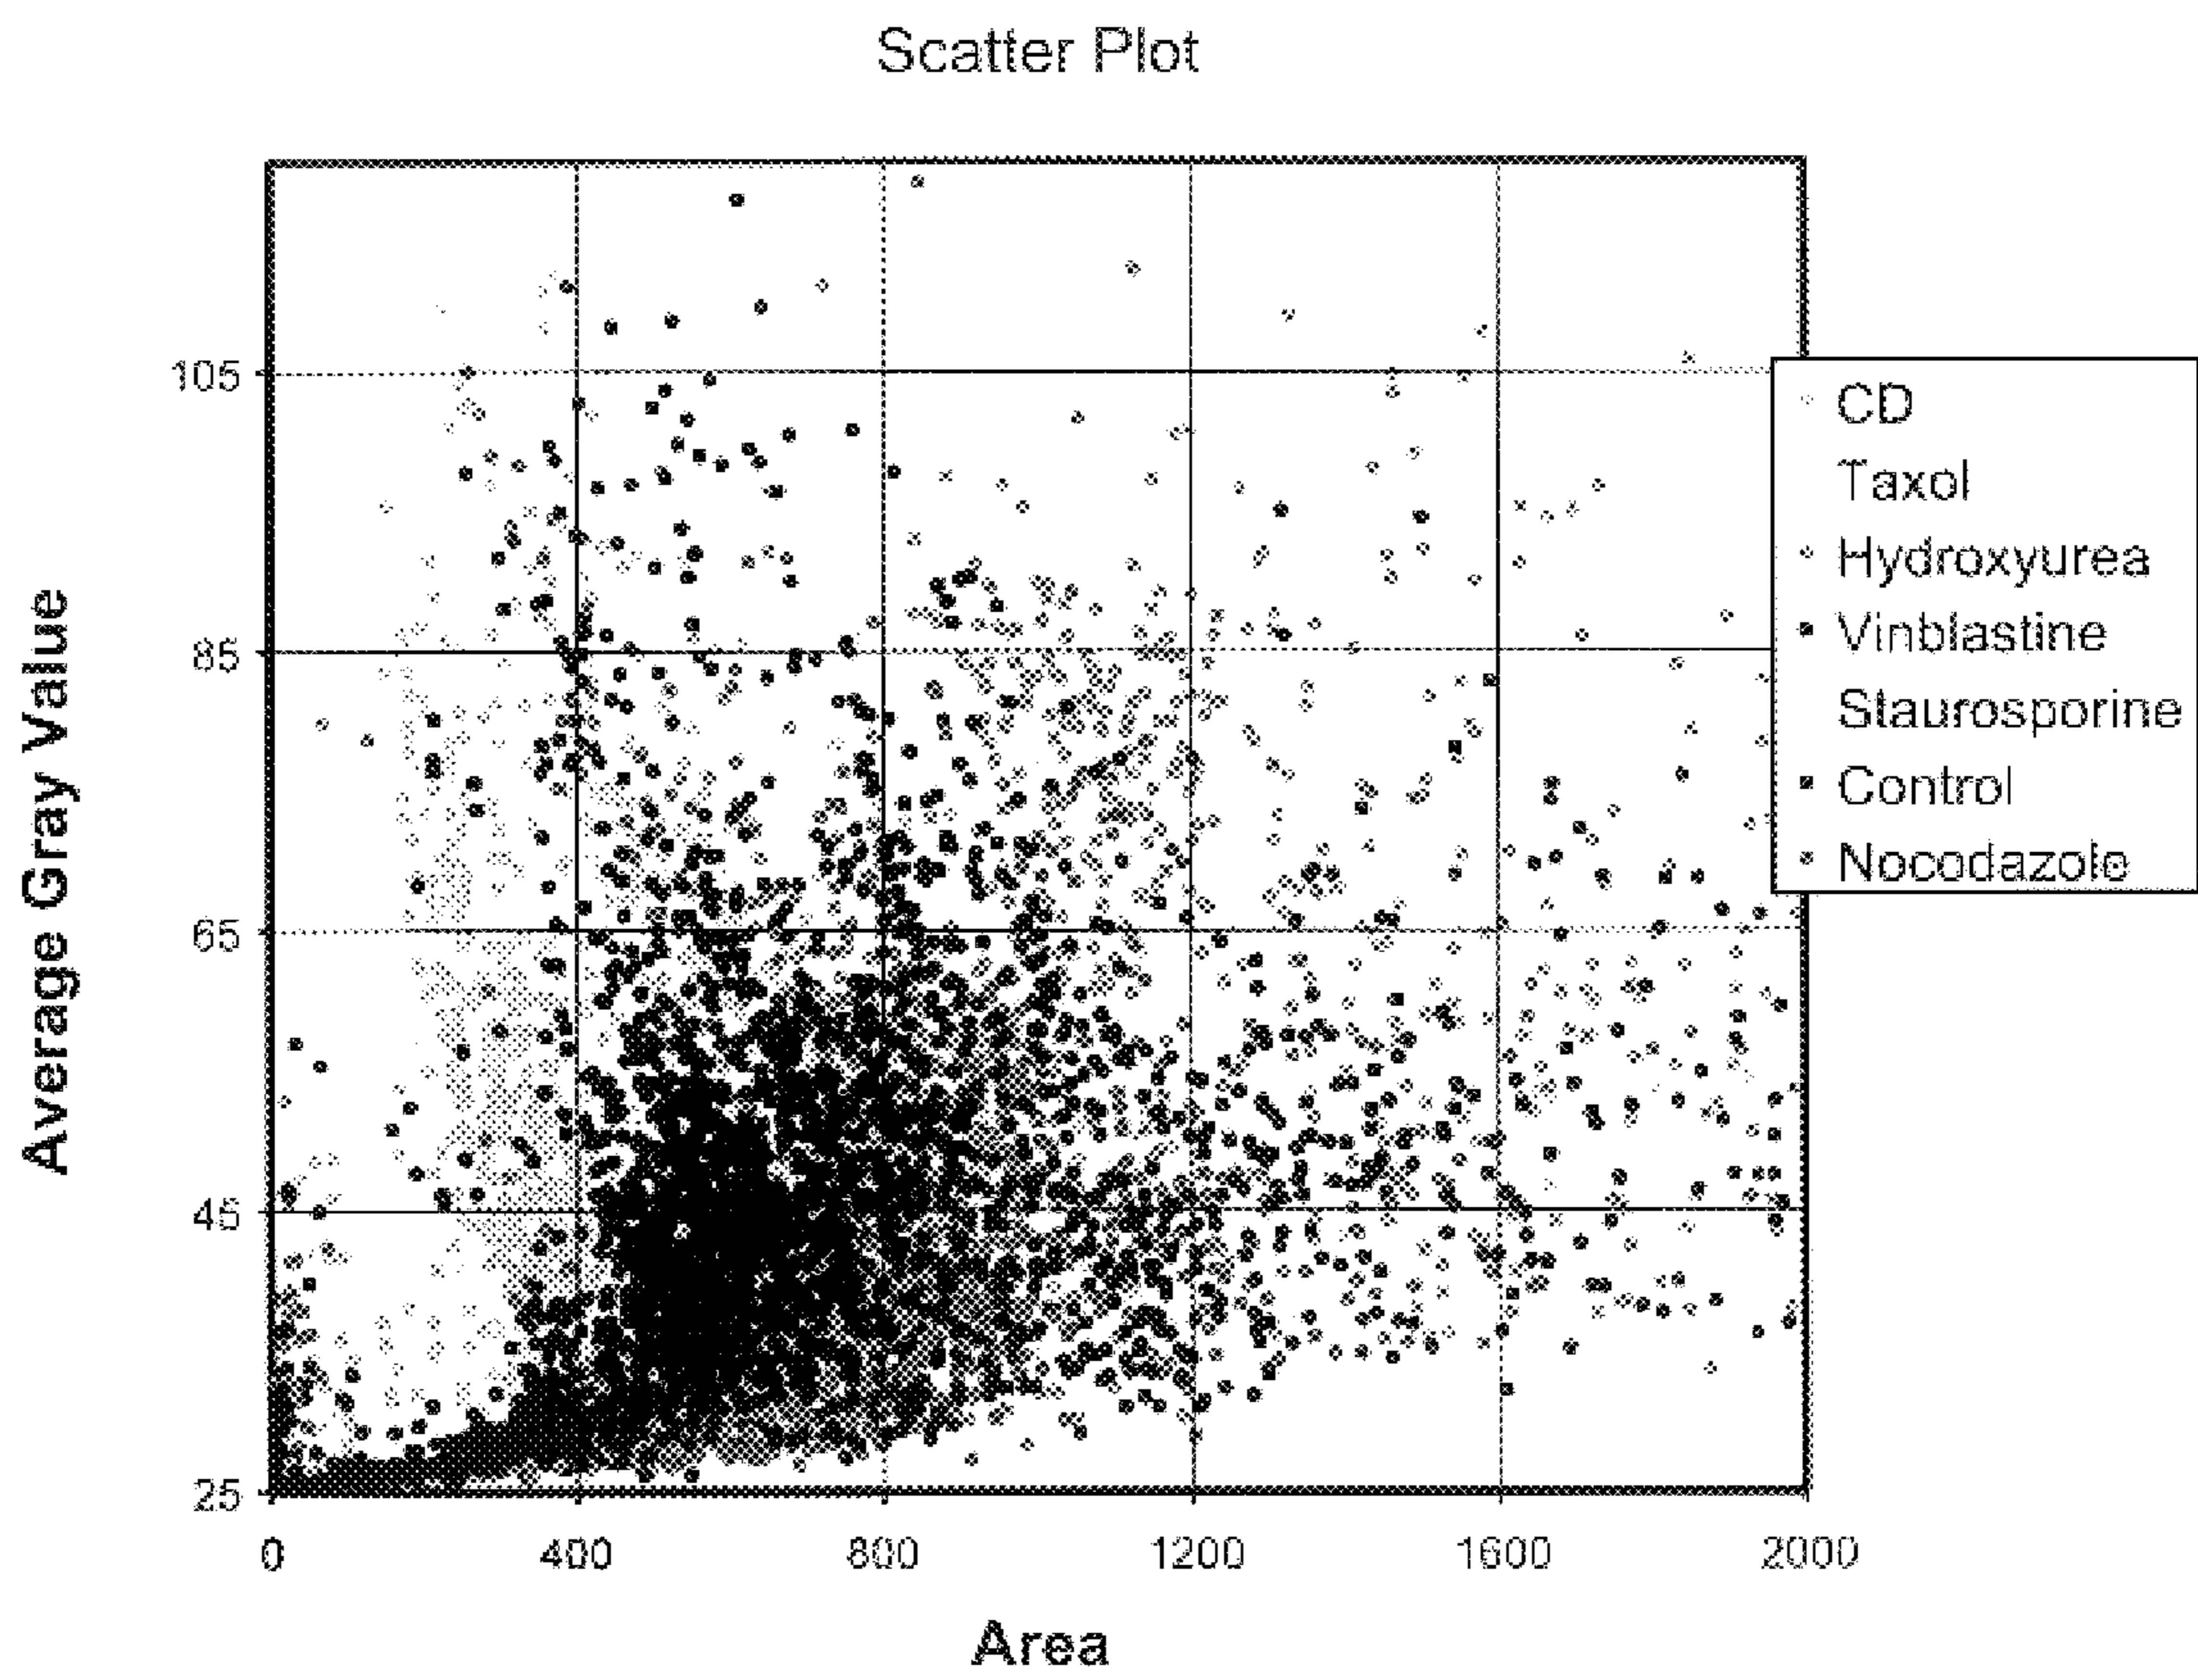 Scatter Plot
Average Gray Value
105
85
65
45
25
0 400 800 1200 1600 2000
Area
CD
Taxol
Hydroxyurea
Vinblastine
Staurosporine
Control
Nocodazole